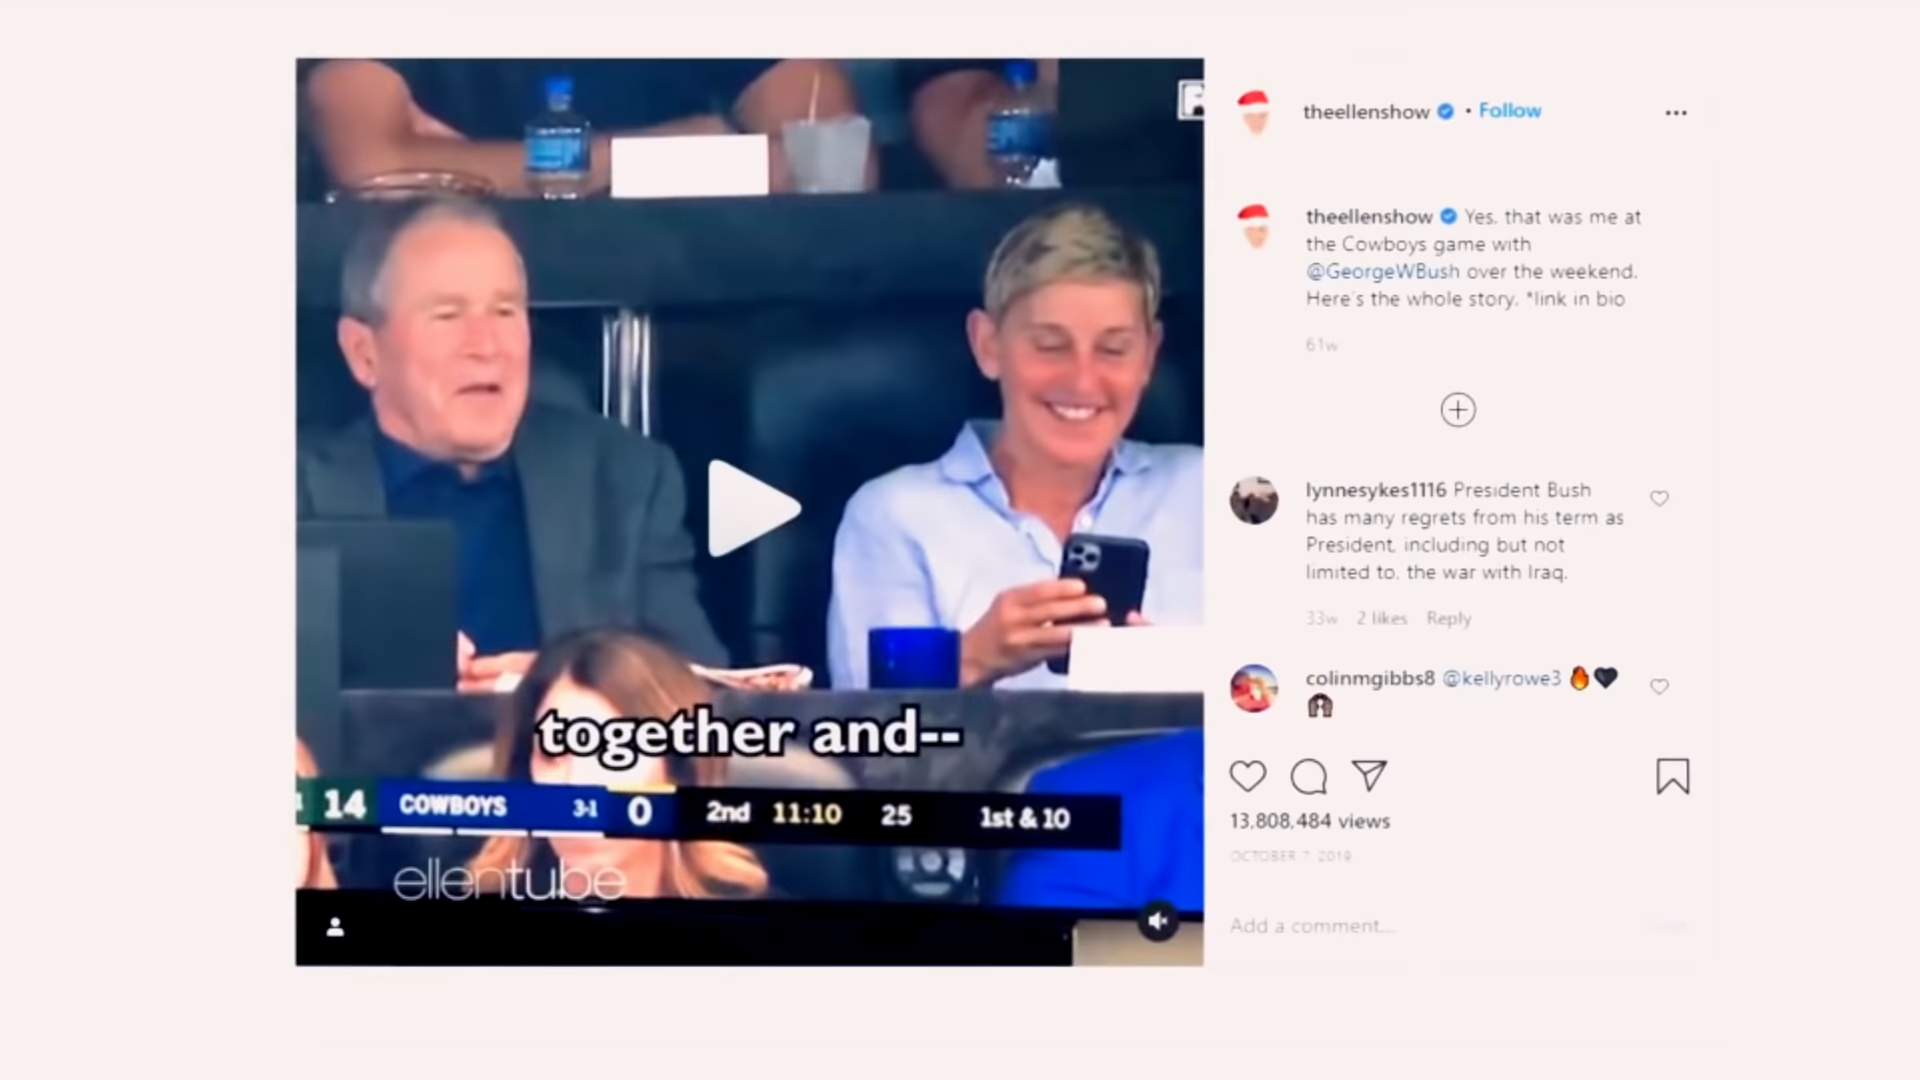 together and--
14 COWBOYS 3-1 0 2nd 11:10 25 1st & 10
ellentube
theellenshow • Follow
theellenshow Yes, that was me at
the Cowboys game with
@GeorgeWBush over the weekend.
Here's the whole story. *link in bio
61w
lynnesykes1116 President Bush
has many regrets from his term as
President, including but not
limited to, the war with Iraq.
33w 2 likes Reply
colinmgibbs8 @kellyrowe3
13,808,484 views
OCTOBER 7, 2019
Add a comment...